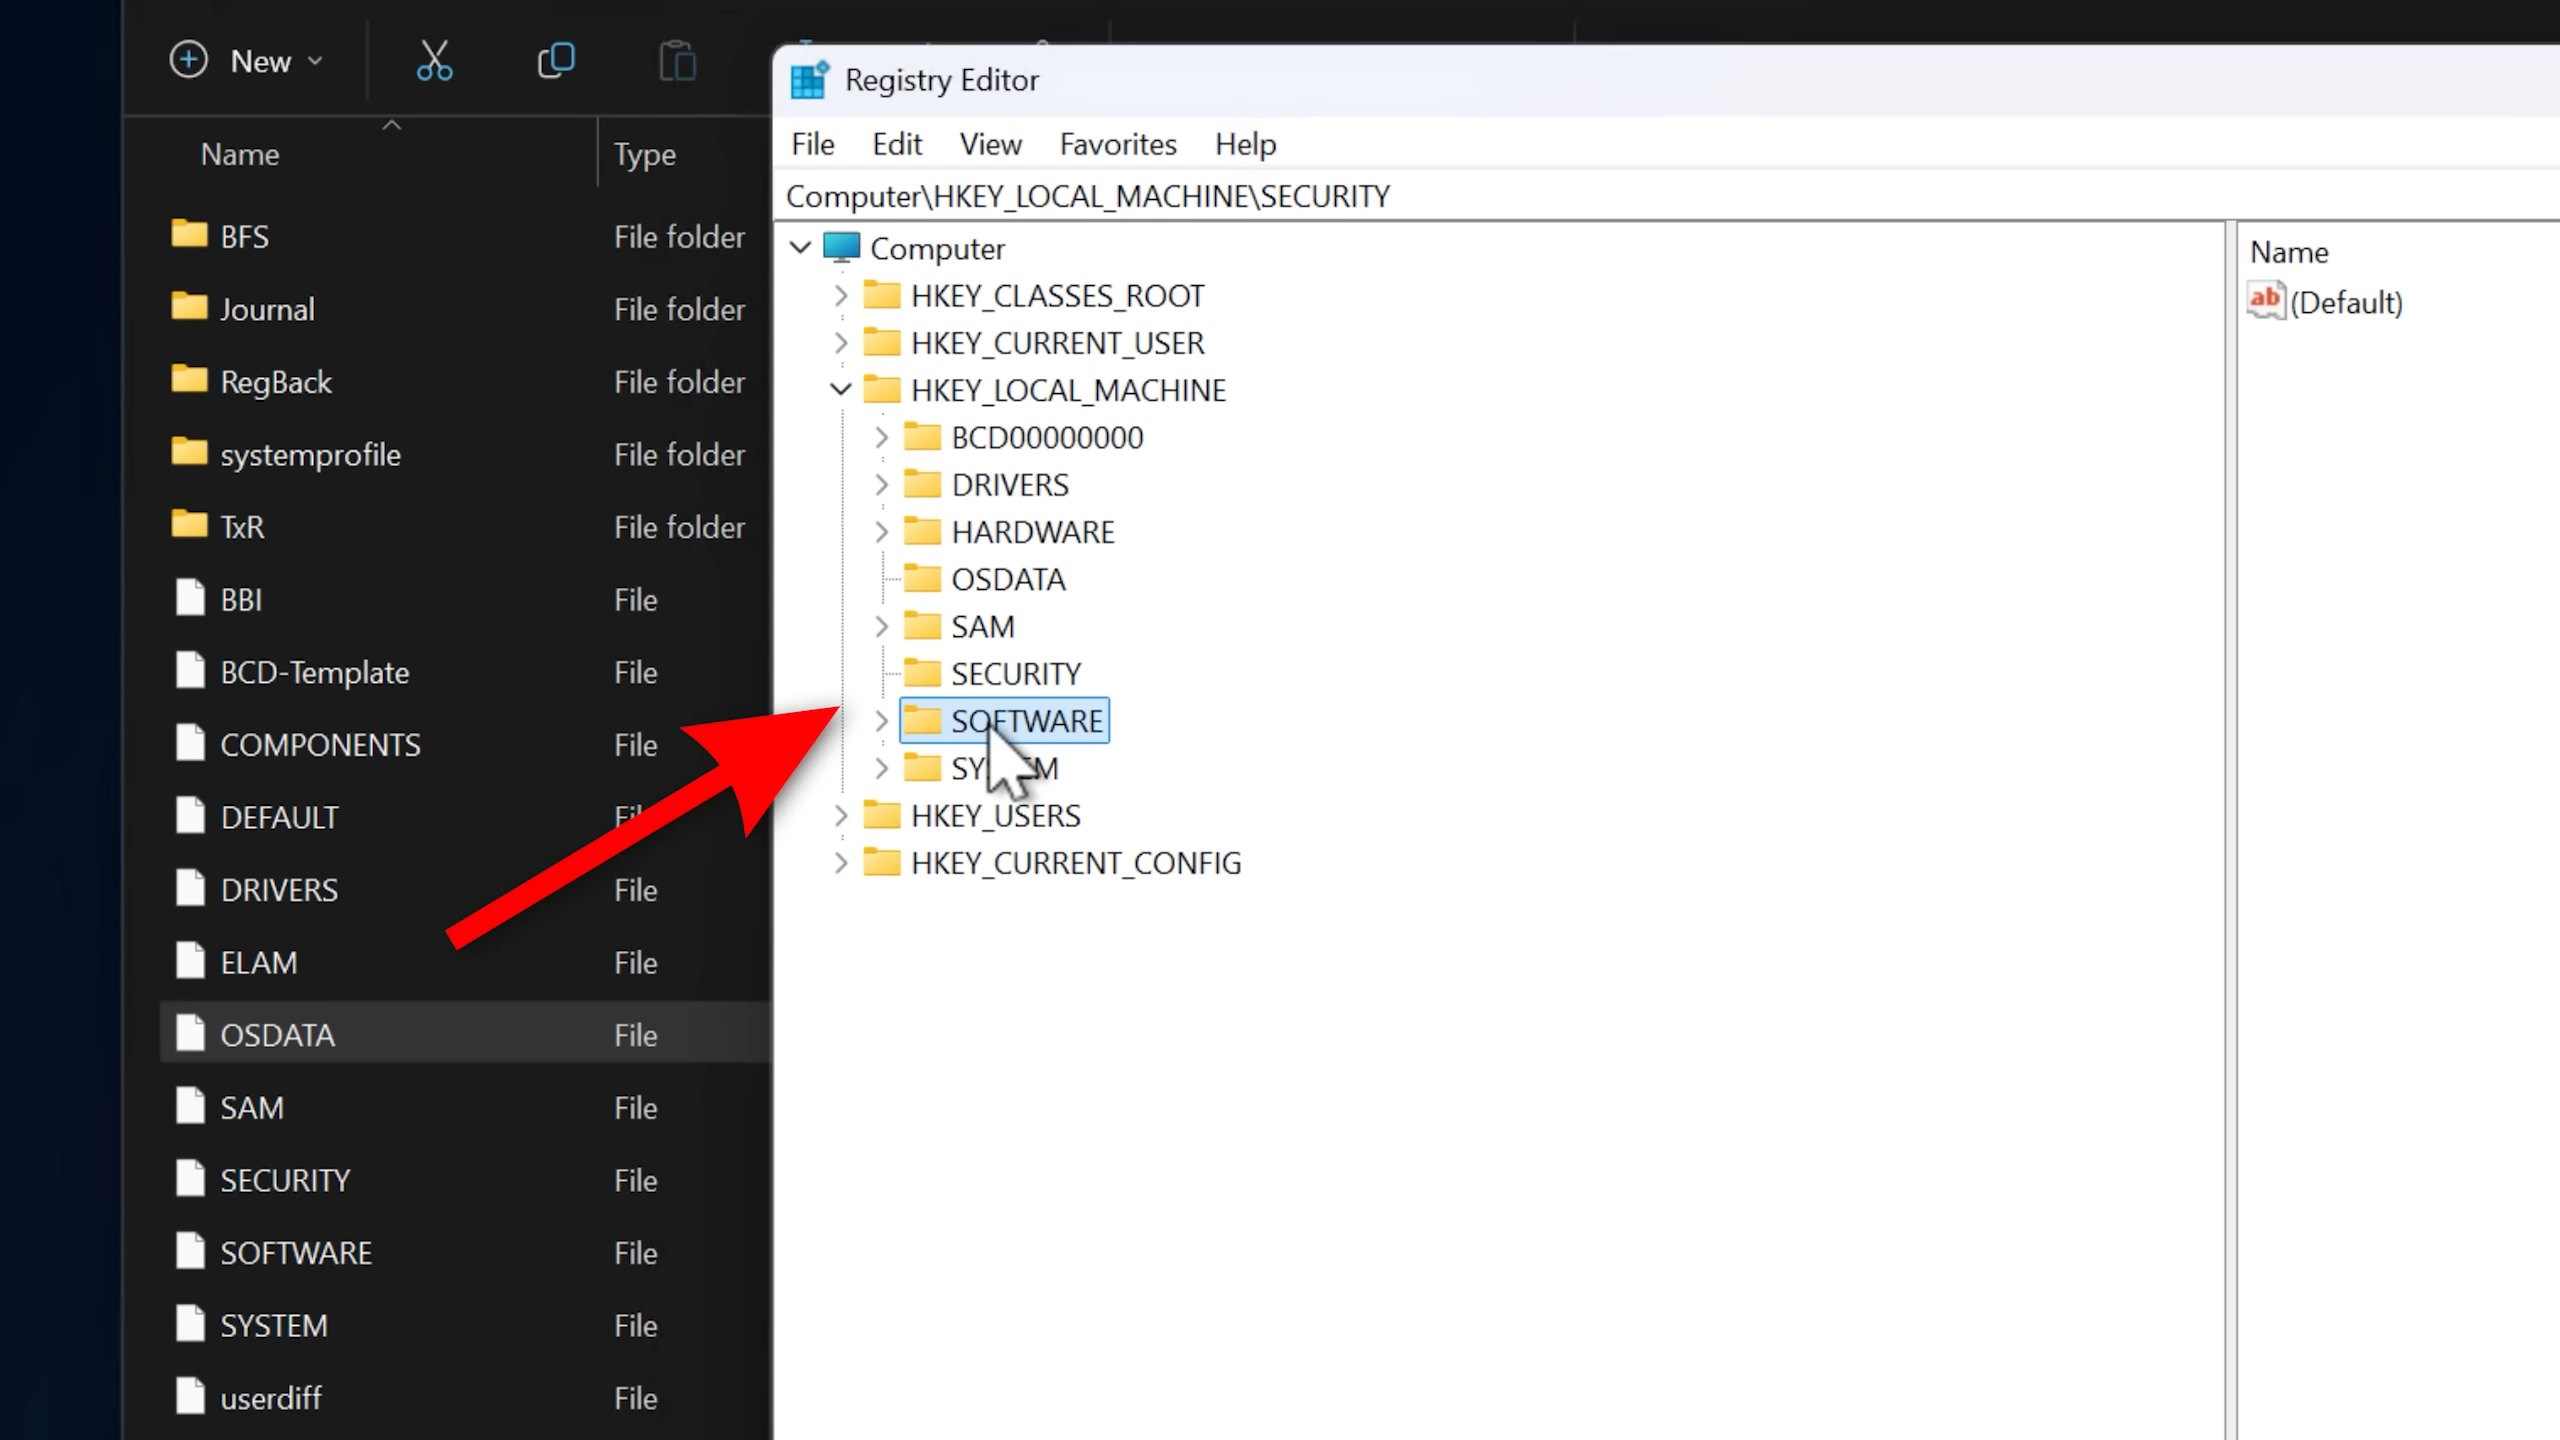 New
Name Type
BFS File folder
Journal File folder
RegBack File folder
systemprofile File folder
TxR File folder
BBI File
BCD-Template File
COMPONENTS File
DEFAULT
DRIVERS File
ELAM File
OSDATA File
SAM File
SECURITY File
SOFTWARE File
SYSTEM File
userdiff File
Registry Editor
File Edit View Favorites Help
Computer\HKEY_LOCAL_MACHINE\SECURITY
Computer
HKEY_CLASSES_ROOT
HKEY_CURRENT_USER
HKEY_LOCAL_MACHINE
BCD00000000
DRIVERS
HARDWARE
OSDATA
SAM
SECURITY
SOFTWARE
SYSTEM
HKEY_USERS
HKEY_CURRENT_CONFIG
Name
ab (Default)